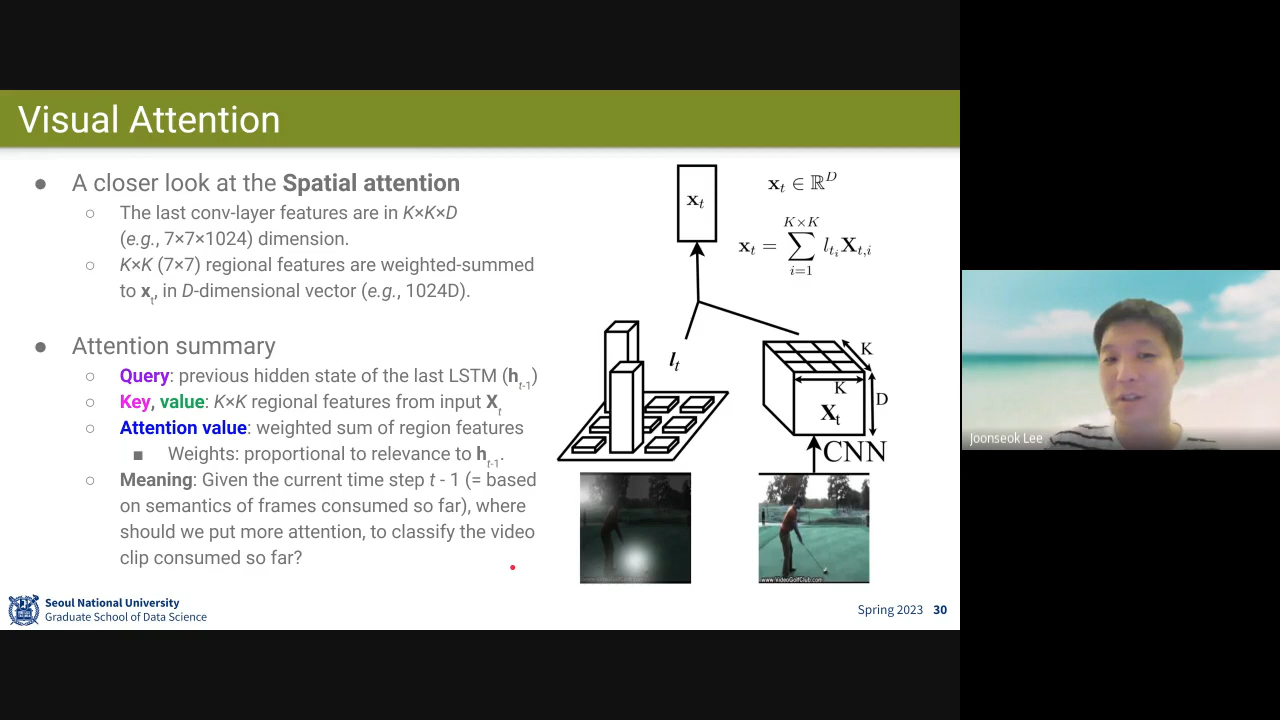 Visual Attention
● A closer look at the Spatial attention
○ The last conv-layer features are in K×K×D
(e.g., 7×7×1024) dimension.
○ K×K (7×7) regional features are weighted-summed
to xt, in D-dimensional vector (e.g., 1024D).
● Attention summary
○ Query: previous hidden state of the last LSTM (ht-1)
○ Key, value: K×K regional features from input Xt
○ Attention value: weighted sum of region features
■ Weights: proportional to relevance to ht-1.
○ Meaning: Given the current time step t - 1 (= based
on semantics of frames consumed so far), where
should we put more attention, to classify the video
clip consumed so far?
xt
xt ∈ ℝ^D
xt = ∑_{i=1}^{K×K} l_{t_i} X_{t,i}
lt
K
K
D
Xt
CNN
www.VideoGolfClub.com
Seoul National University
Graduate School of Data Science
Spring 2023 30
Joonseok Lee